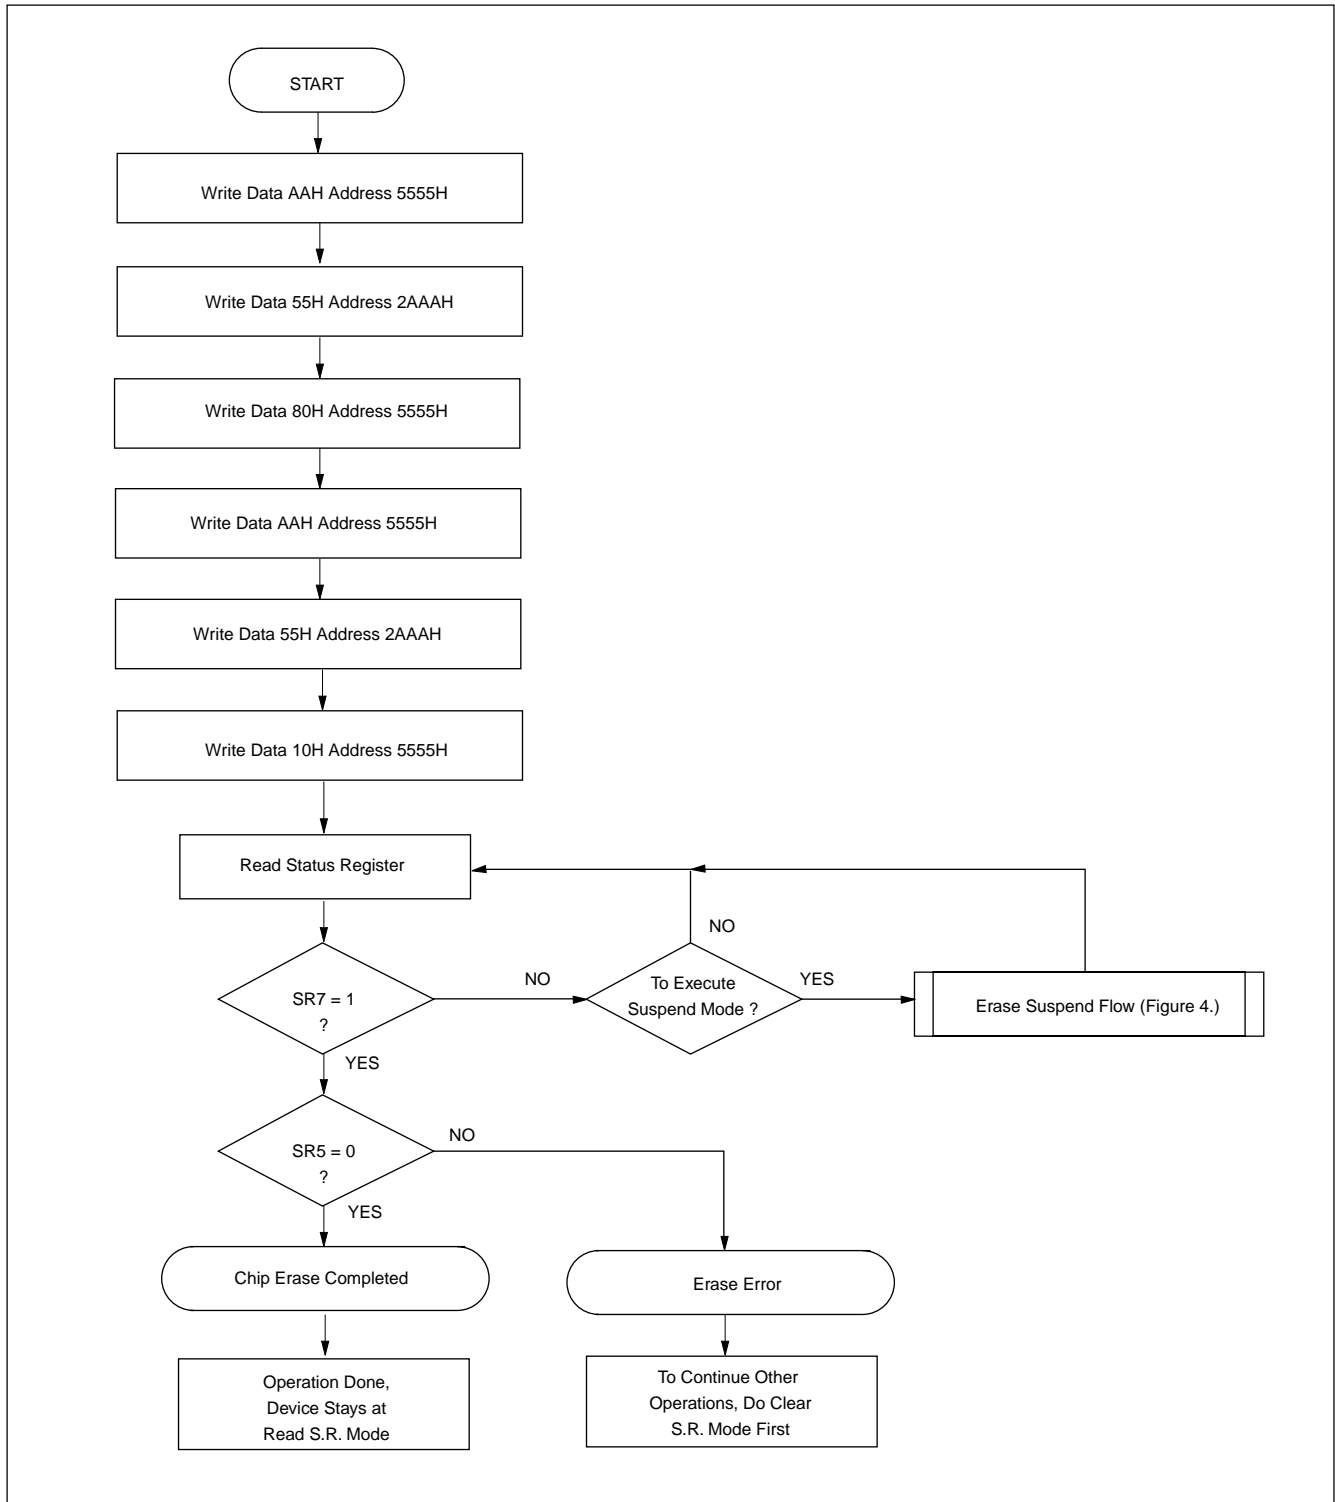 START
Write Data AAH Address 5555H
Write Data 55H Address 2AAAH
Write Data 80H Address 5555H
Write Data AAH Address 5555H
Write Data 55H Address 2AAAH
Write Data 10H Address 5555H
Read Status Register
NO
SR7 = 1
?
NO
To Execute
Suspend Mode ?
YES
Erase Suspend Flow (Figure 4.)
YES
SR5 = 0
?
NO
YES
Chip Erase Completed
Erase Error
Operation Done,
Device Stays at
Read S.R. Mode
To Continue Other
Operations, Do Clear
S.R. Mode First